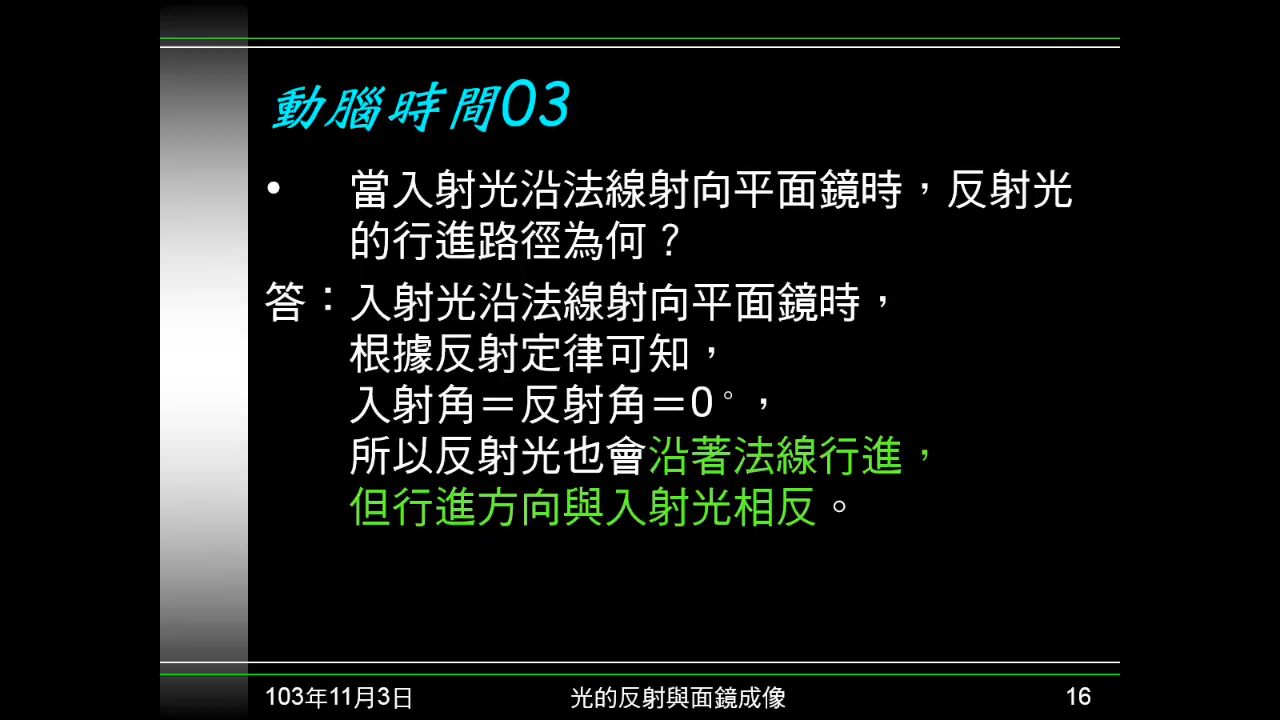 動腦時間03
• 當入射光沿法線射向平面鏡時，反射光
的行進路徑為何？
答：入射光沿法線射向平面鏡時，
根據反射定律可知，
入射角＝反射角＝0°，
所以反射光也會沿著法線行進，
但行進方向與入射光相反。
103年11月3日 光的反射與面鏡成像 16